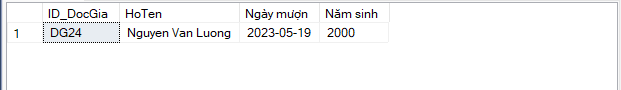 ID_DocGia HoTen Ngày mượn Năm sinh
1 DG24 Nguyen Van Luong 2023-05-19 2000